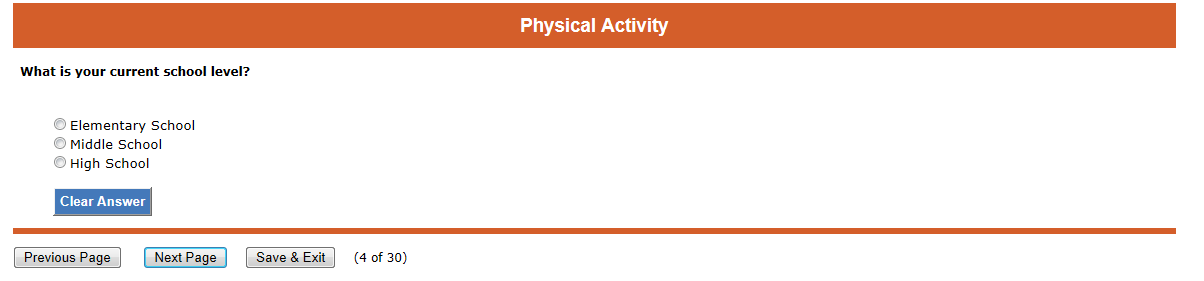 Physical Activity
What is your current school level?
Elementary School
Middle School
High School
Clear Answer
Previous Page Next Page Save & Exit (4 of 30)